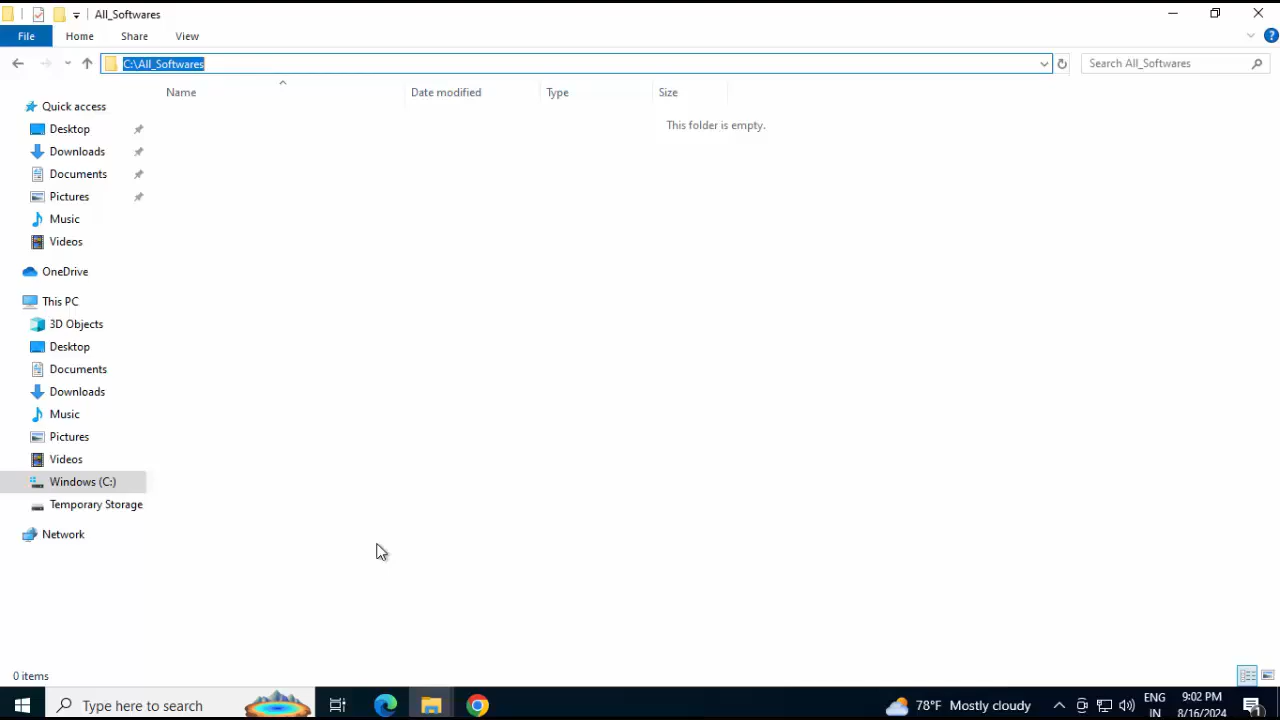 All_Softwares
File Home Share View
C:\All_Softwares
Search All_Softwares
Name Date modified Type Size
This folder is empty.
Quick access
Desktop
Downloads
Documents
Pictures
Music
Videos
OneDrive
This PC
3D Objects
Desktop
Documents
Downloads
Music
Pictures
Videos
Windows (C:)
Temporary Storage
Network
0 items
Type here to search
78°F Mostly cloudy
ENG
IN
9:02 PM
8/16/2024